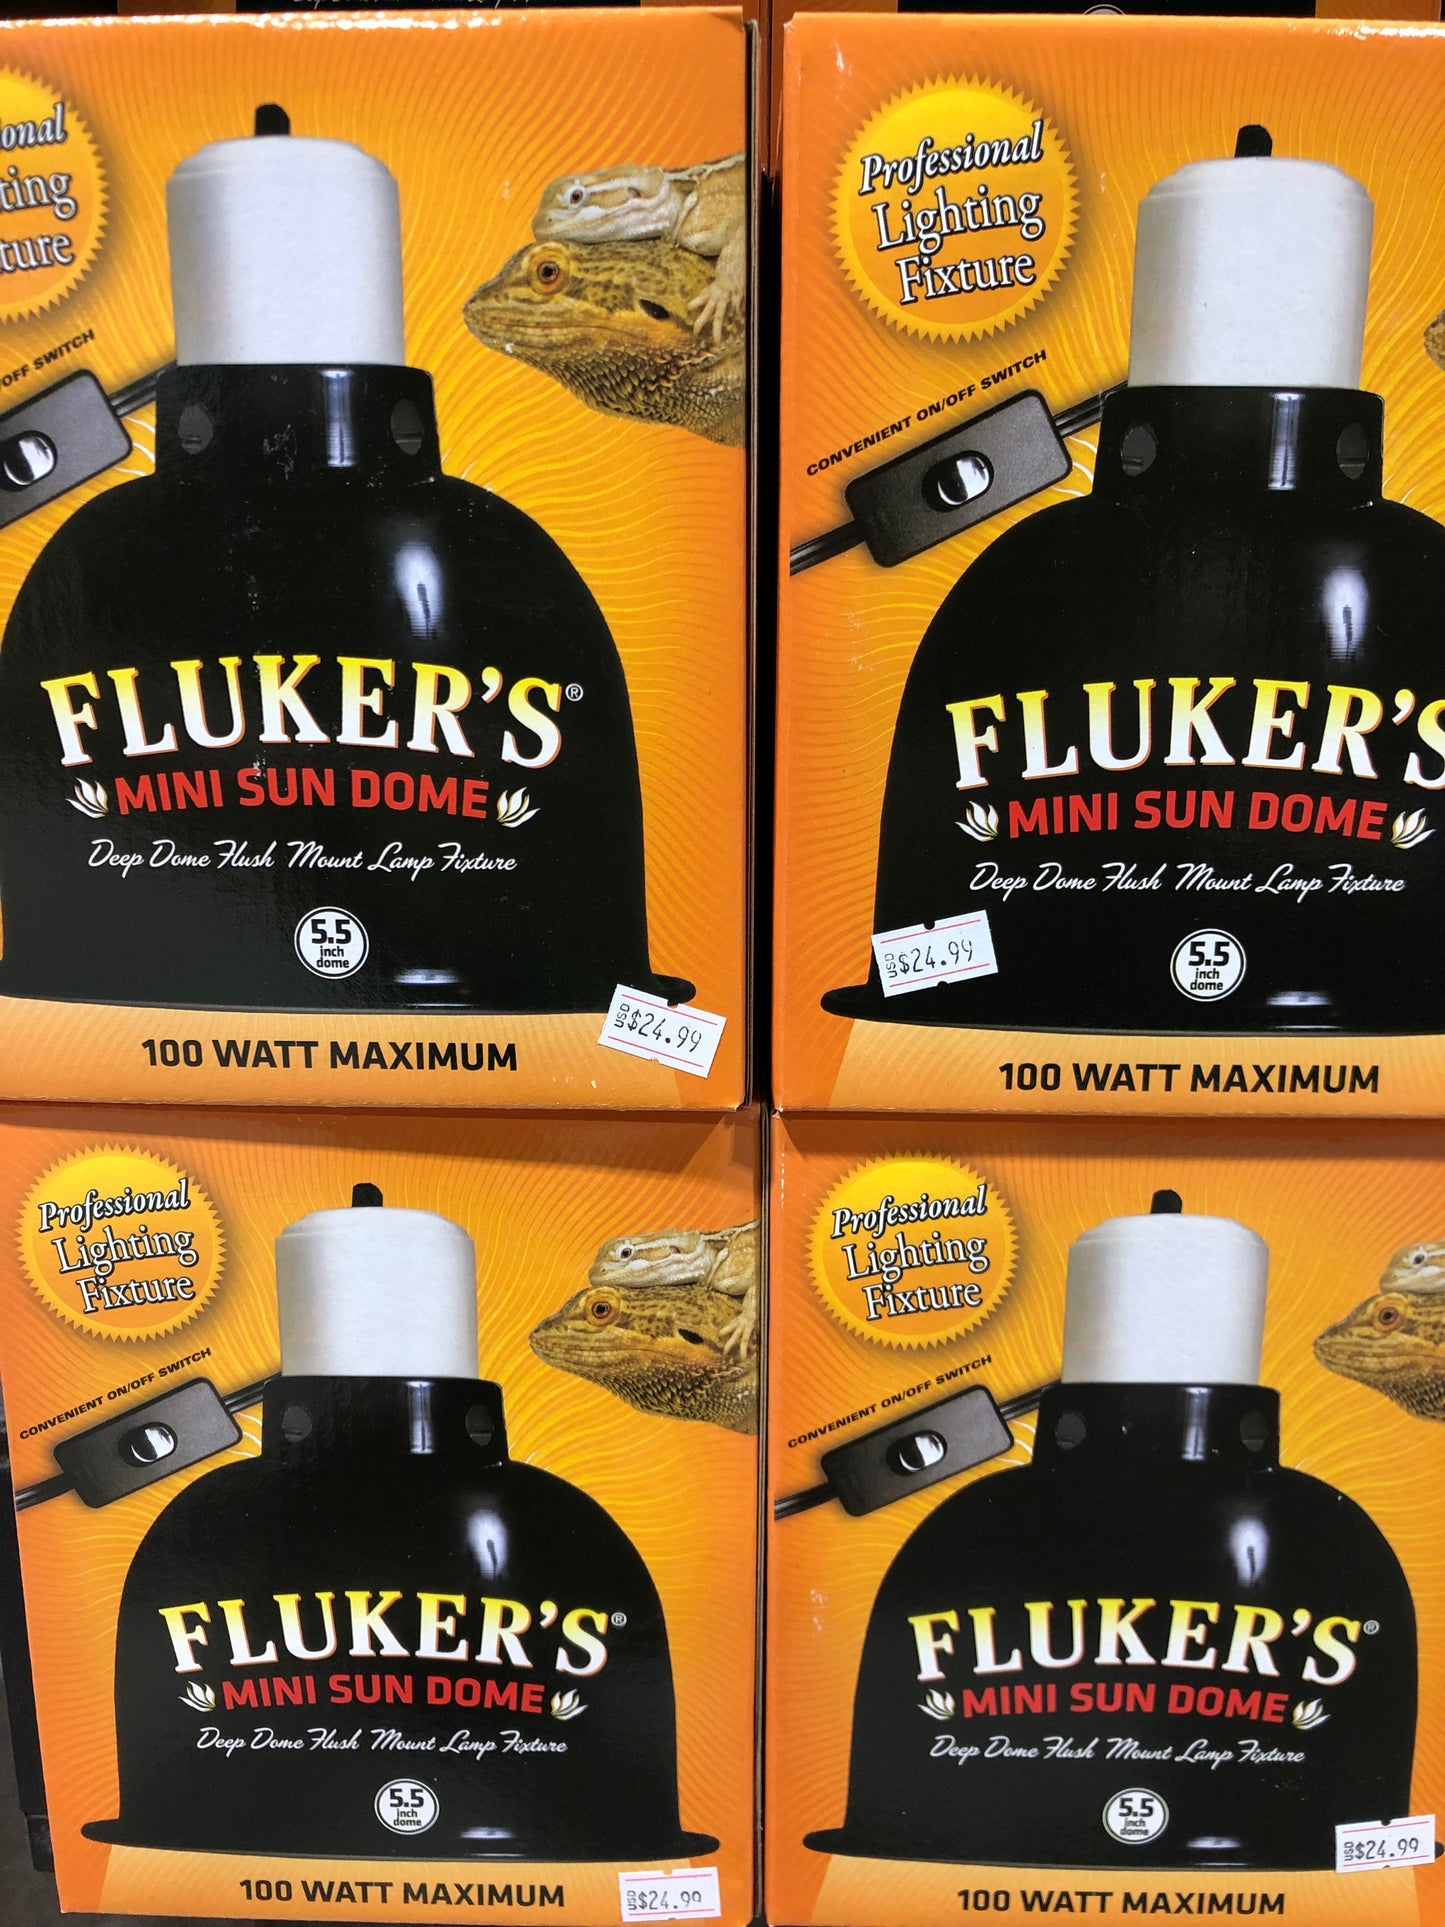 onal
ting
ture
/OFF SWITCH
FLUKER'S®
MINI SUN DOME
Deep Dome Flush Mount Lamp Fixture
5.5
inch
dome
USD $24.99
100 WATT MAXIMUM
Professional
Lighting
Fixture
CONVENIENT ON/OFF SWITCH
FLUKER'S
MINI SUN DOME
Deep Dome Flush Mount Lamp Fixture
USD $24.99
5.5
inch
dome
100 WATT MAXIMUM
Professional
Lighting
Fixture
CONVENIENT ON/OFF SWITCH
FLUKER'S®
MINI SUN DOME
Deep Dome Flush Mount Lamp Fixture
5.5
inch
dome
100 WATT MAXIMUM
USD $24.99
Professional
Lighting
Fixture
CONVENIENT ON/OFF SWITCH
FLUKER'S®
MINI SUN DOME
Deep Dome Flush Mount Lamp Fixture
5.5
inch
dome
USD $24.99
100 WATT MAXIMUM